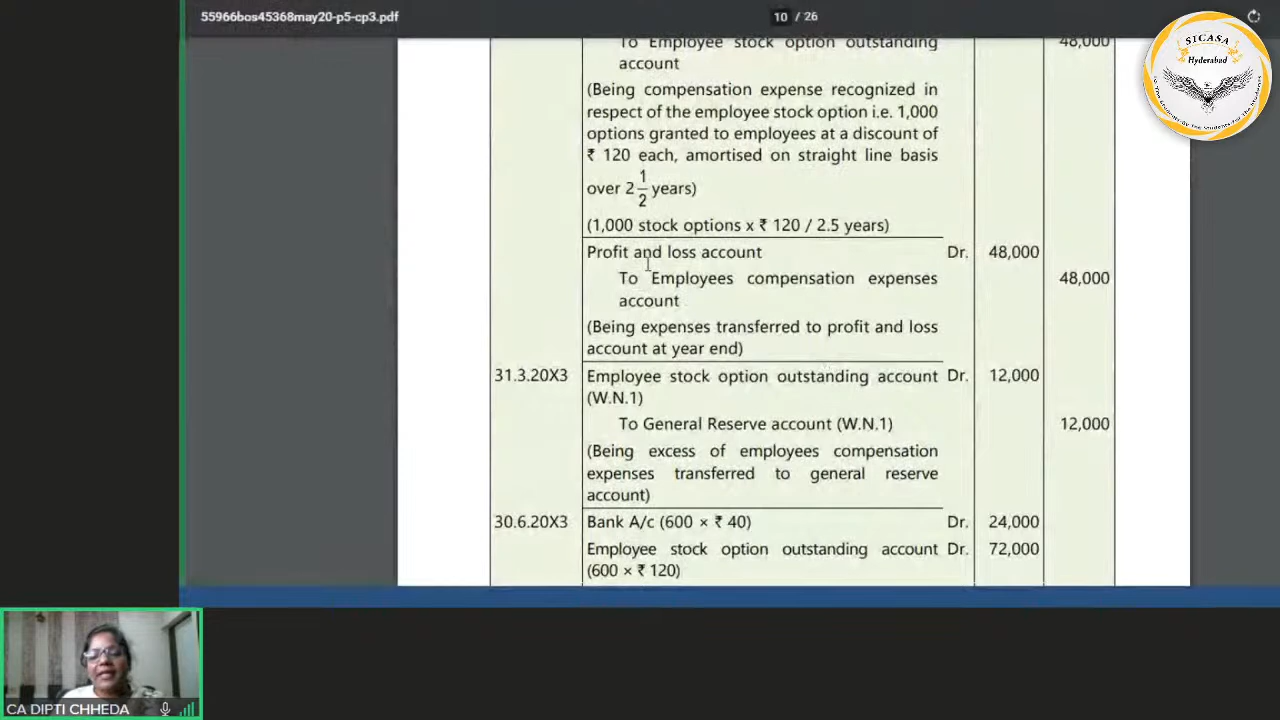 55966bos45368may20-p5-cp3.pdf
10 / 26
SICASA
Hyderabad
To Employee stock option outstanding 48,000
account
(Being compensation expense recognized in
respect of the employee stock option i.e. 1,000
options granted to employees at a discount of
₹ 120 each, amortised on straight line basis
over 2 1/2 years)
(1,000 stock options x ₹ 120 / 2.5 years)
Profit and loss account Dr. 48,000
To Employees compensation expenses 48,000
account
(Being expenses transferred to profit and loss
account at year end)
31.3.20X3 Employee stock option outstanding account Dr. 12,000
(W.N.1)
To General Reserve account (W.N.1) 12,000
(Being excess of employees compensation
expenses transferred to general reserve
account)
30.6.20X3 Bank A/c (600 × ₹ 40) Dr. 24,000
Employee stock option outstanding account Dr. 72,000
(600 × ₹ 120)
CA DIPTI CHHEDA